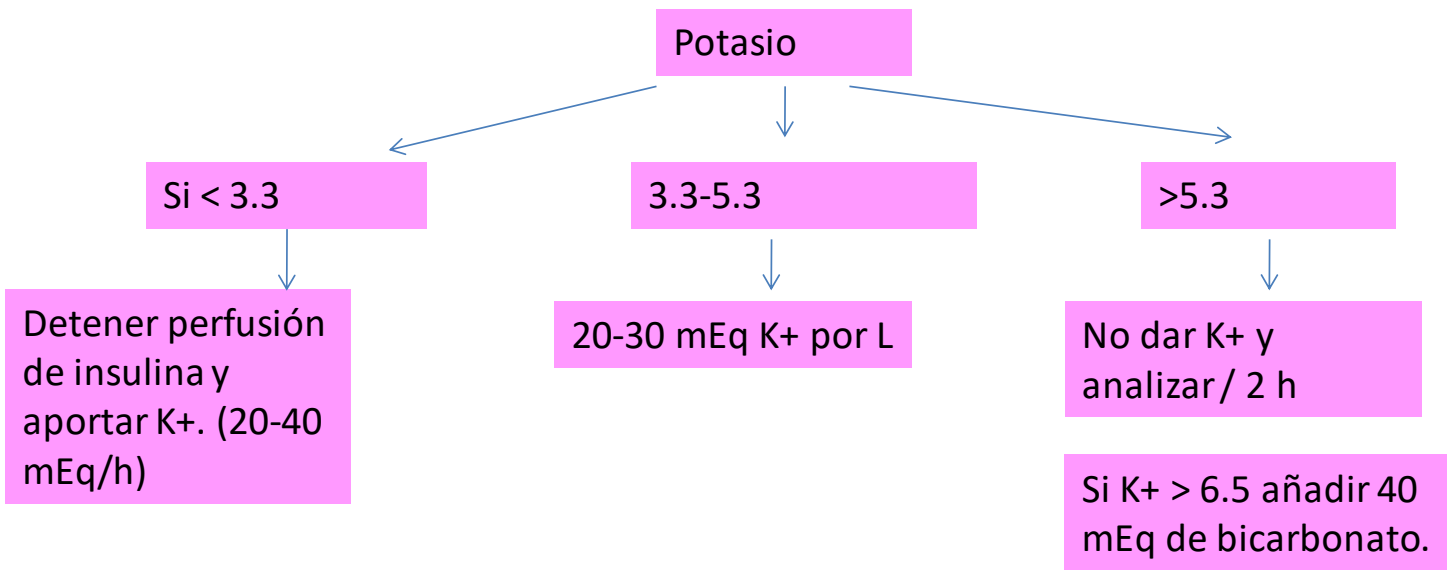 Potasio
Si < 3.3
3.3-5.3
>5.3
Detener perfusión
de insulina y
aportar K+. (20-40
mEq/h)
20-30 mEq K+ por L
No dar K+ y
analizar / 2 h
Si K+ > 6.5 añadir 40
mEq de bicarbonato.